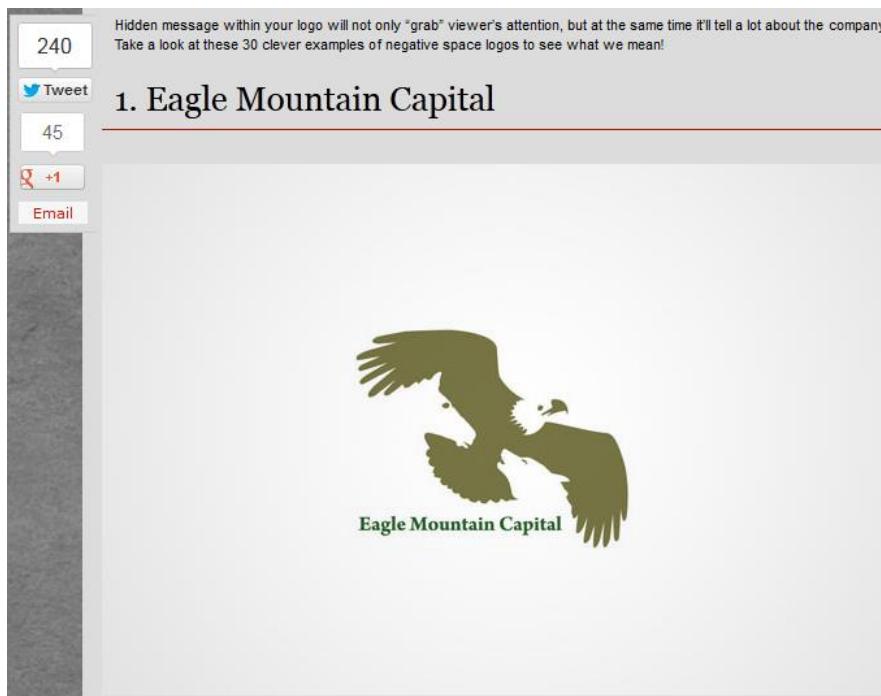 Hidden message within your logo will not only “grab” viewer's attention, but at the same time it'll tell a lot about the company
Take a look at these 30 clever examples of negative space logos to see what we mean!
240
Tweet
45
+1
Email
1. Eagle Mountain Capital
Eagle Mountain Capital